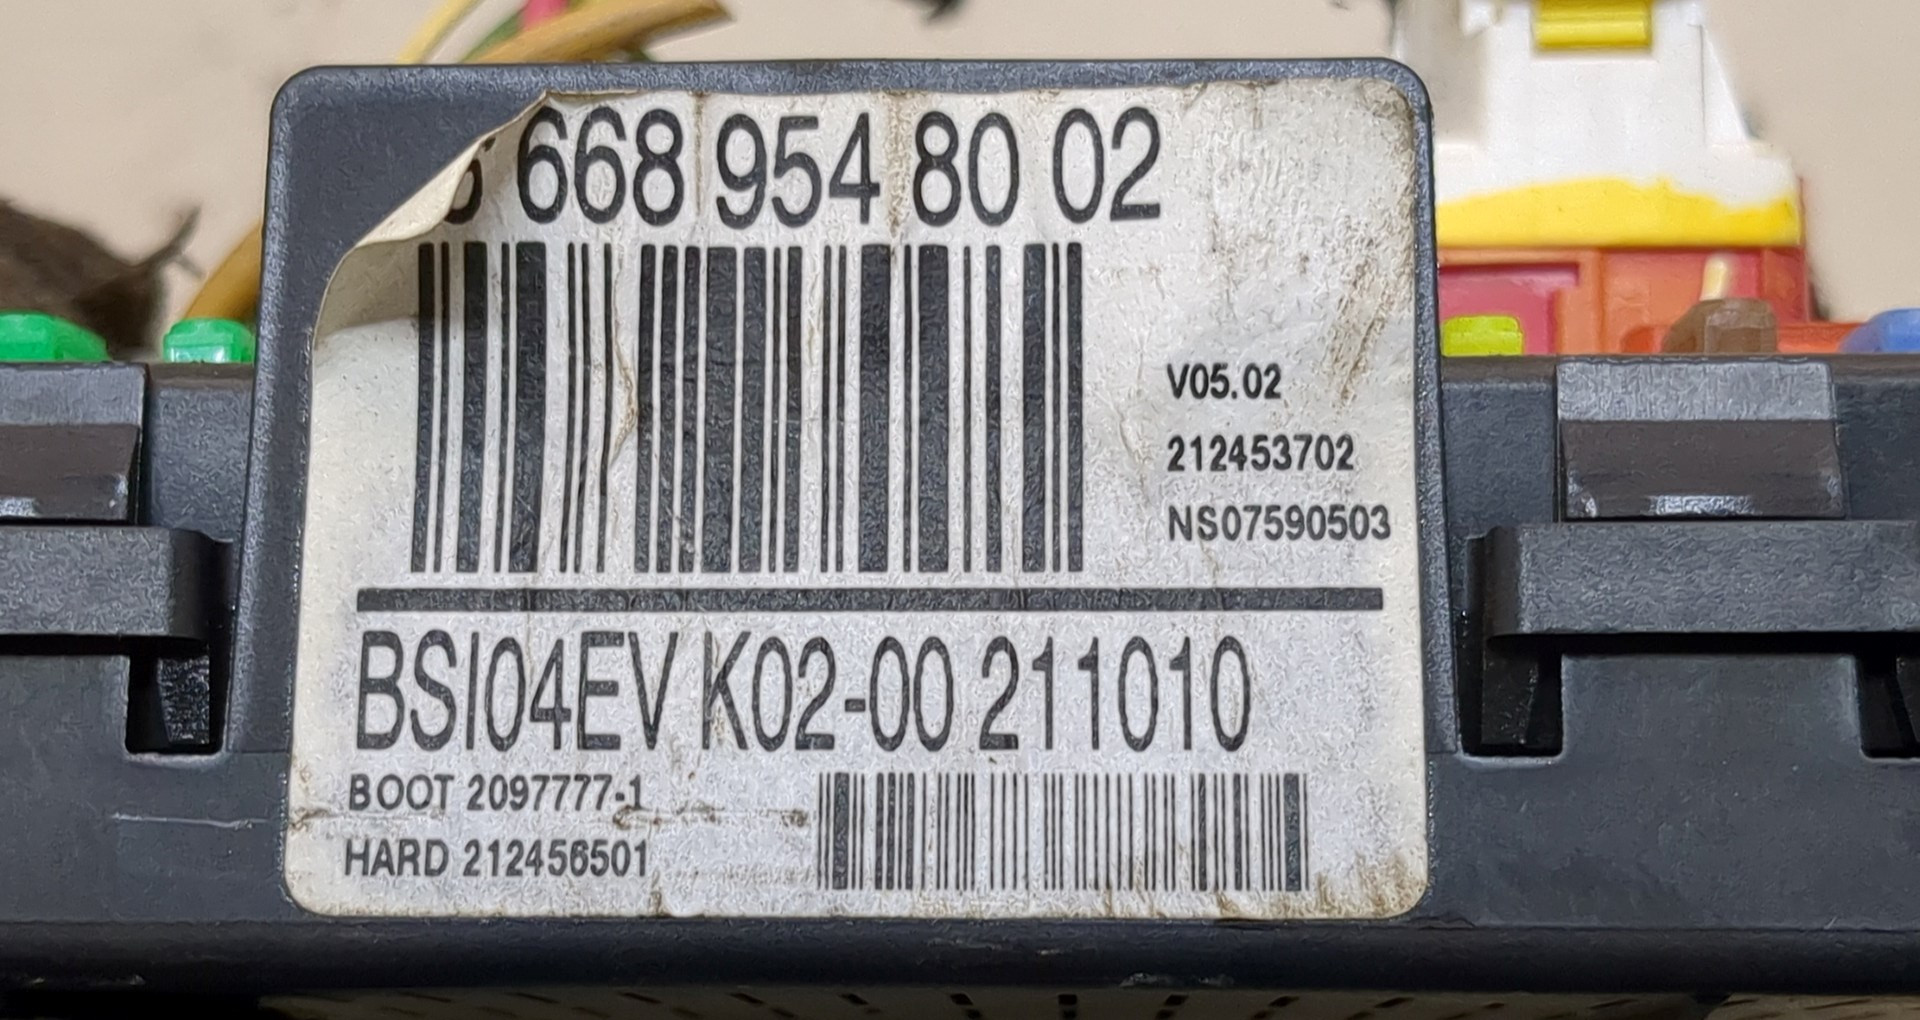 668 954 80 02
V05.02
212453702
NS07590503
BSI04EV K02-00 211010
BOOT 2097777-1
HARD 212456501